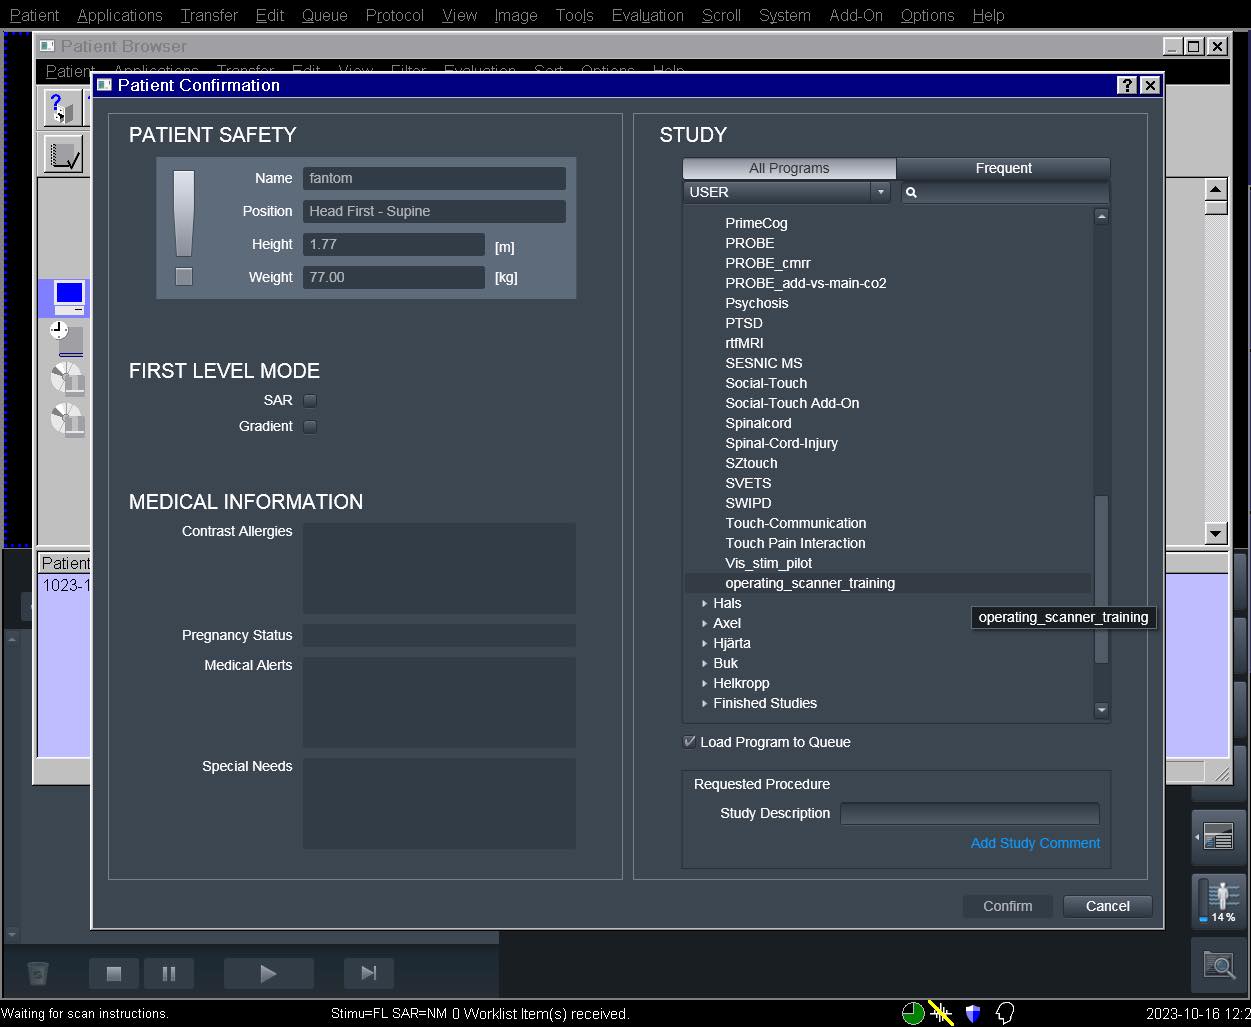 Patient Applications Transfer Edit Queue Protocol View Image Tools Evaluation Scroll System Add-On Options Help
Patient Browser
Patient Applications Transfer Edit View Filter Evaluation Sort Options Help
Patient Confirmation
PATIENT SAFETY
Name fantom
Position Head First - Supine
Height 1.77 [m]
Weight 77.00 [kg]
FIRST LEVEL MODE
SAR
Gradient
MEDICAL INFORMATION
Contrast Allergies
Pregnancy Status
Medical Alerts
Special Needs
STUDY
All Programs Frequent
USER
PrimeCog
PROBE
PROBE_cmrr
PROBE_add-vs-main-co2
Psychosis
PTSD
rtfMRI
SESNIC MS
Social-Touch
Social-Touch Add-On
Spinalcord
Spinal-Cord-Injury
SZtouch
SVETS
SWIPD
Touch-Communication
Touch Pain Interaction
Vis_stim_pilot
operating_scanner_training
Hals
operating_scanner_training
Axel
Hjärta
Buk
Helkropp
Finished Studies
Load Program to Queue
Requested Procedure
Study Description
Add Study Comment
Confirm Cancel
Patient
1023-1
14 %
Waiting for scan instructions. Stimu=FL SAR=NM 0 Worklist Item(s) received. 2023-10-16 12:2